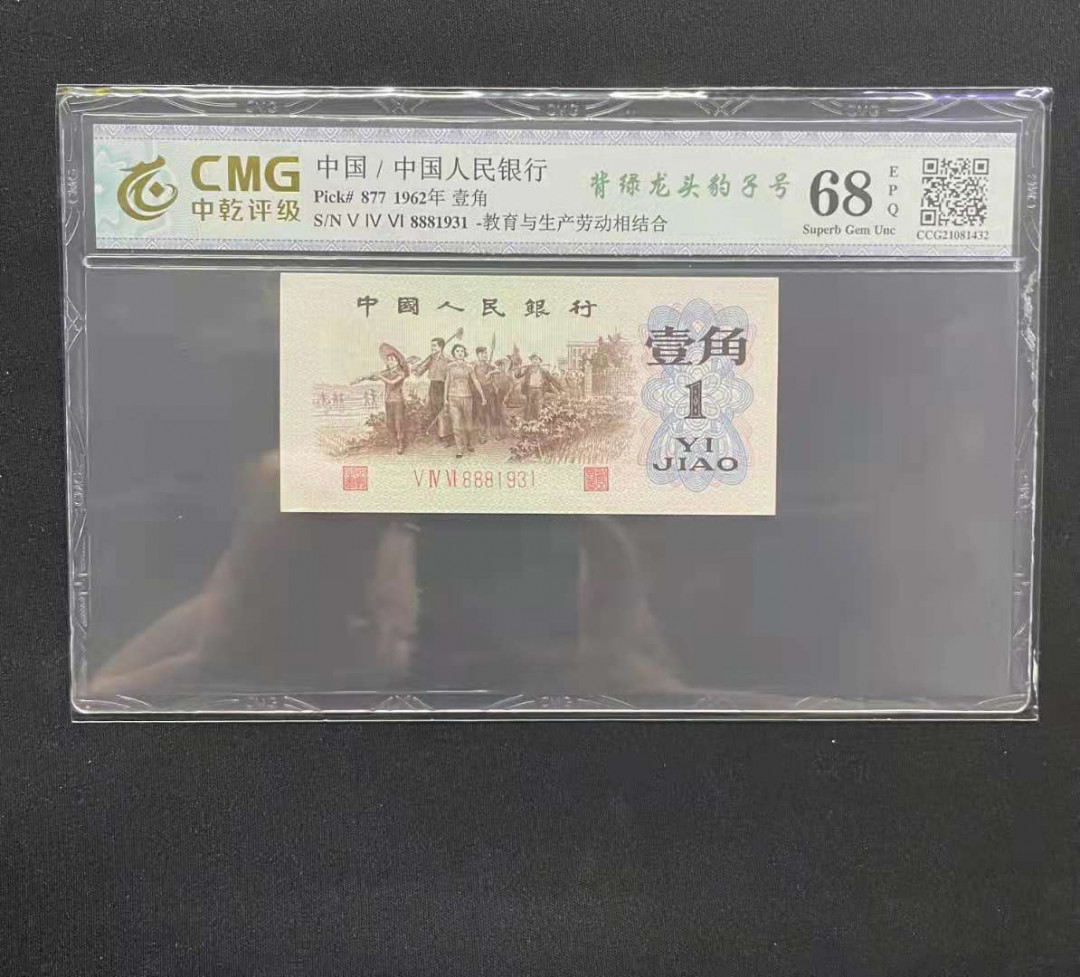 CMG
中乾评级
中国 / 中国人民银行
Pick# 877 1962年 壹角
S/N V IV VI 8881931 -教育与生产劳动相结合
背绿龙头豹子号
68
EPQ
Superb Gem Unc
CCG21081432
中國人民銀行
壹角
1
YI
JIAO
V IV VI 8881931